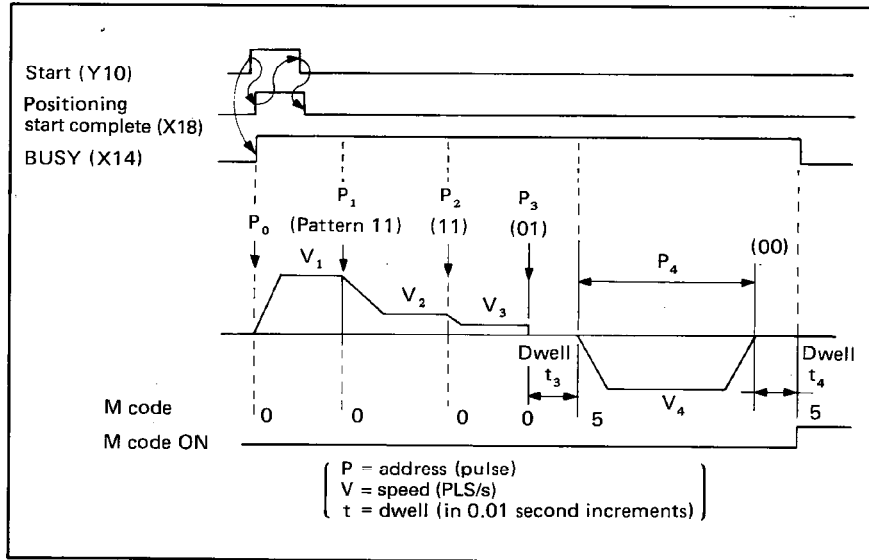 Start (Y10)
Positioning
start complete (X18)
BUSY (X14)
P₁ P₂ P₃
P₀ (Pattern 11) (11) (01) P₄ (00)
V₁
V₂ V₃
Dwell Dwell
t₃ t₄
V₄
M code 0 0 0 0 5 5
M code ON
P = address (pulse)
V = speed (PLS/s)
t = dwell (in 0.01 second increments)